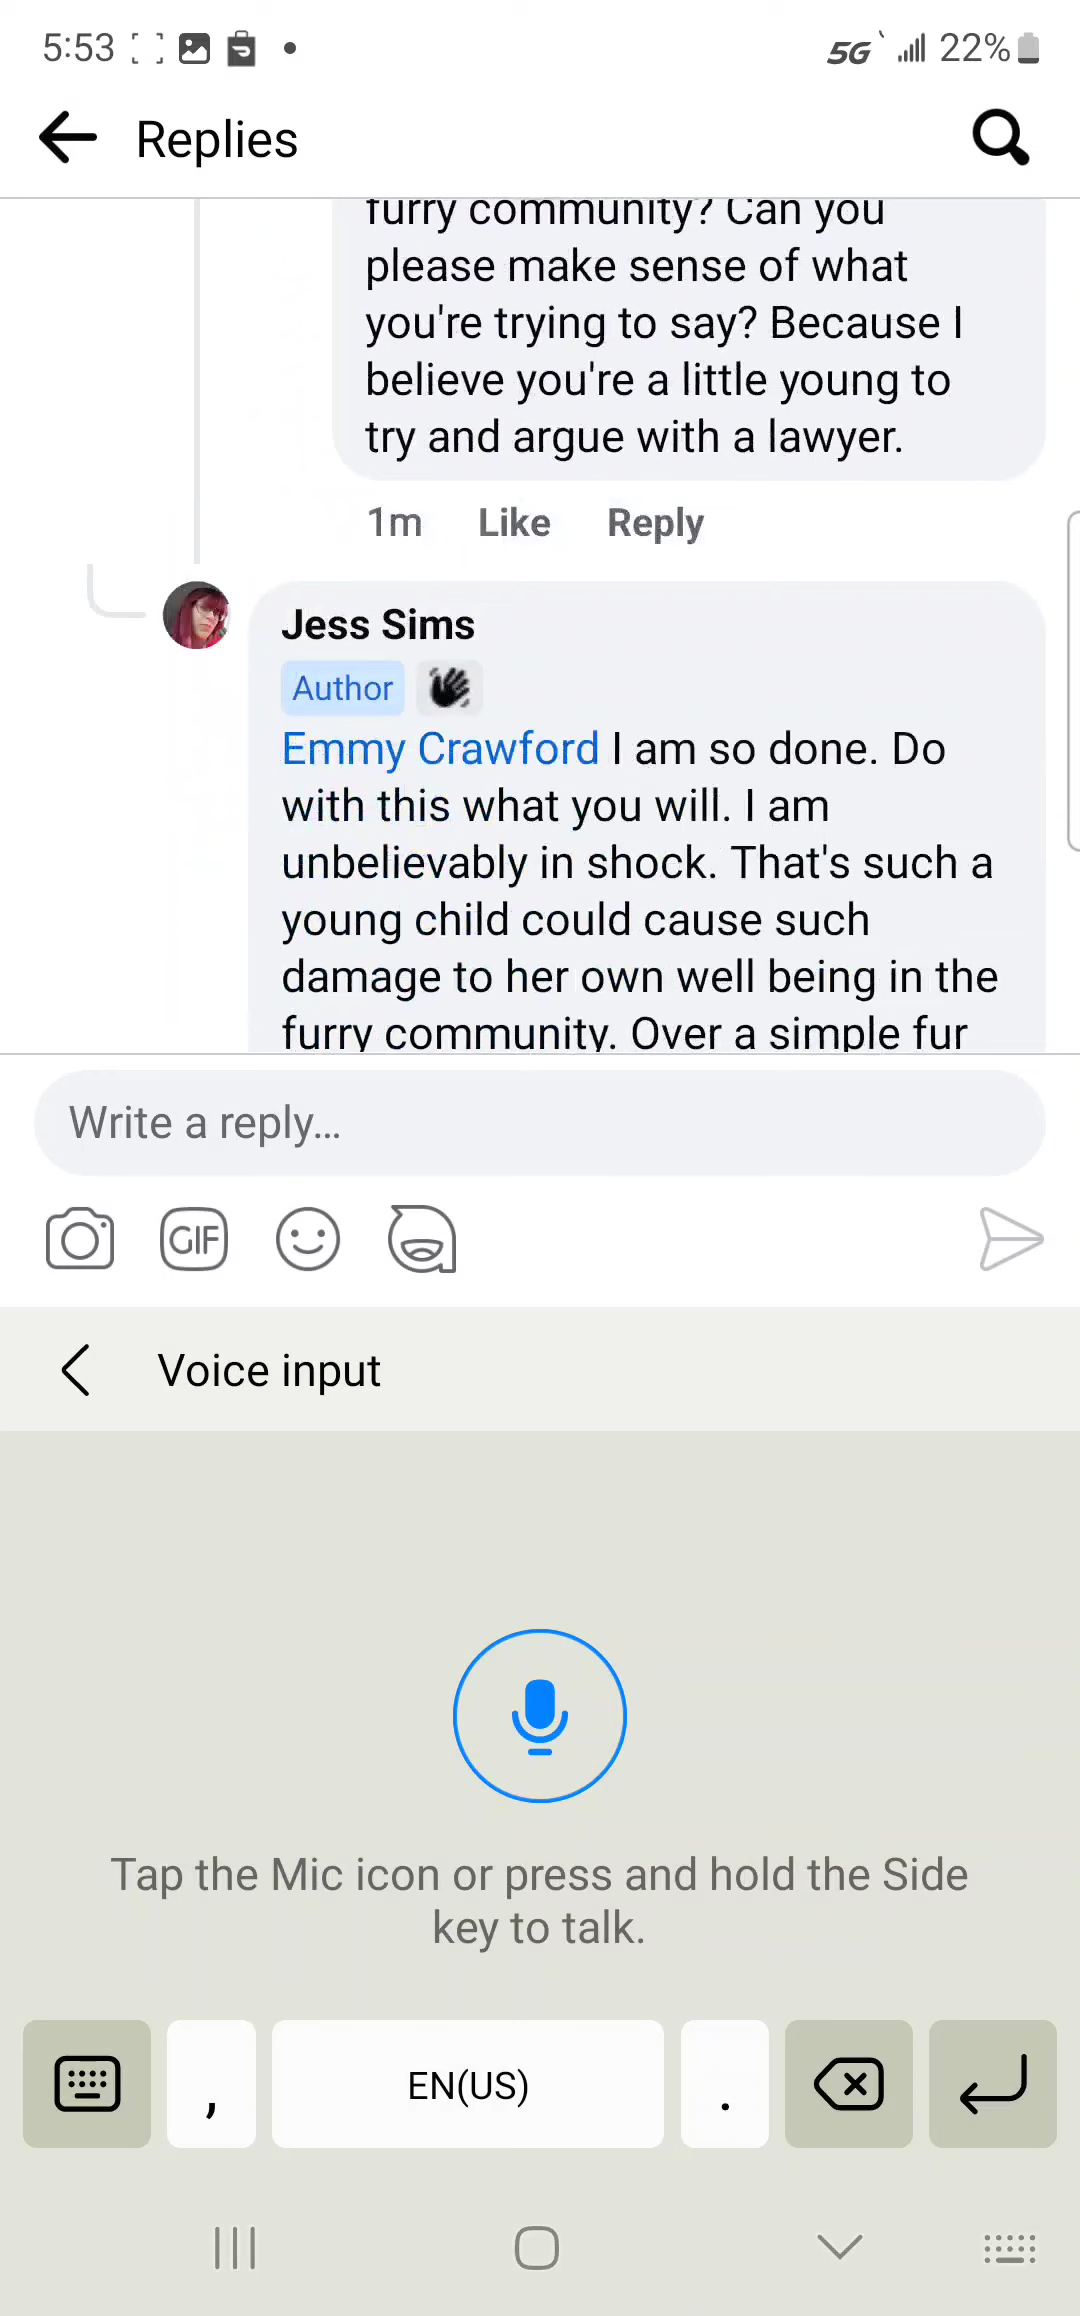 5:53
5G 22%
Replies
furry community? Can you
please make sense of what
you're trying to say? Because I
believe you're a little young to
try and argue with a lawyer.
1m Like Reply
Jess Sims
Author
Emmy Crawford I am so done. Do
with this what you will. I am
unbelievably in shock. That's such a
young child could cause such
damage to her own well being in the
furry community. Over a simple fur
Write a reply...
GIF
Voice input
Tap the Mic icon or press and hold the Side
key to talk.
, EN(US) .